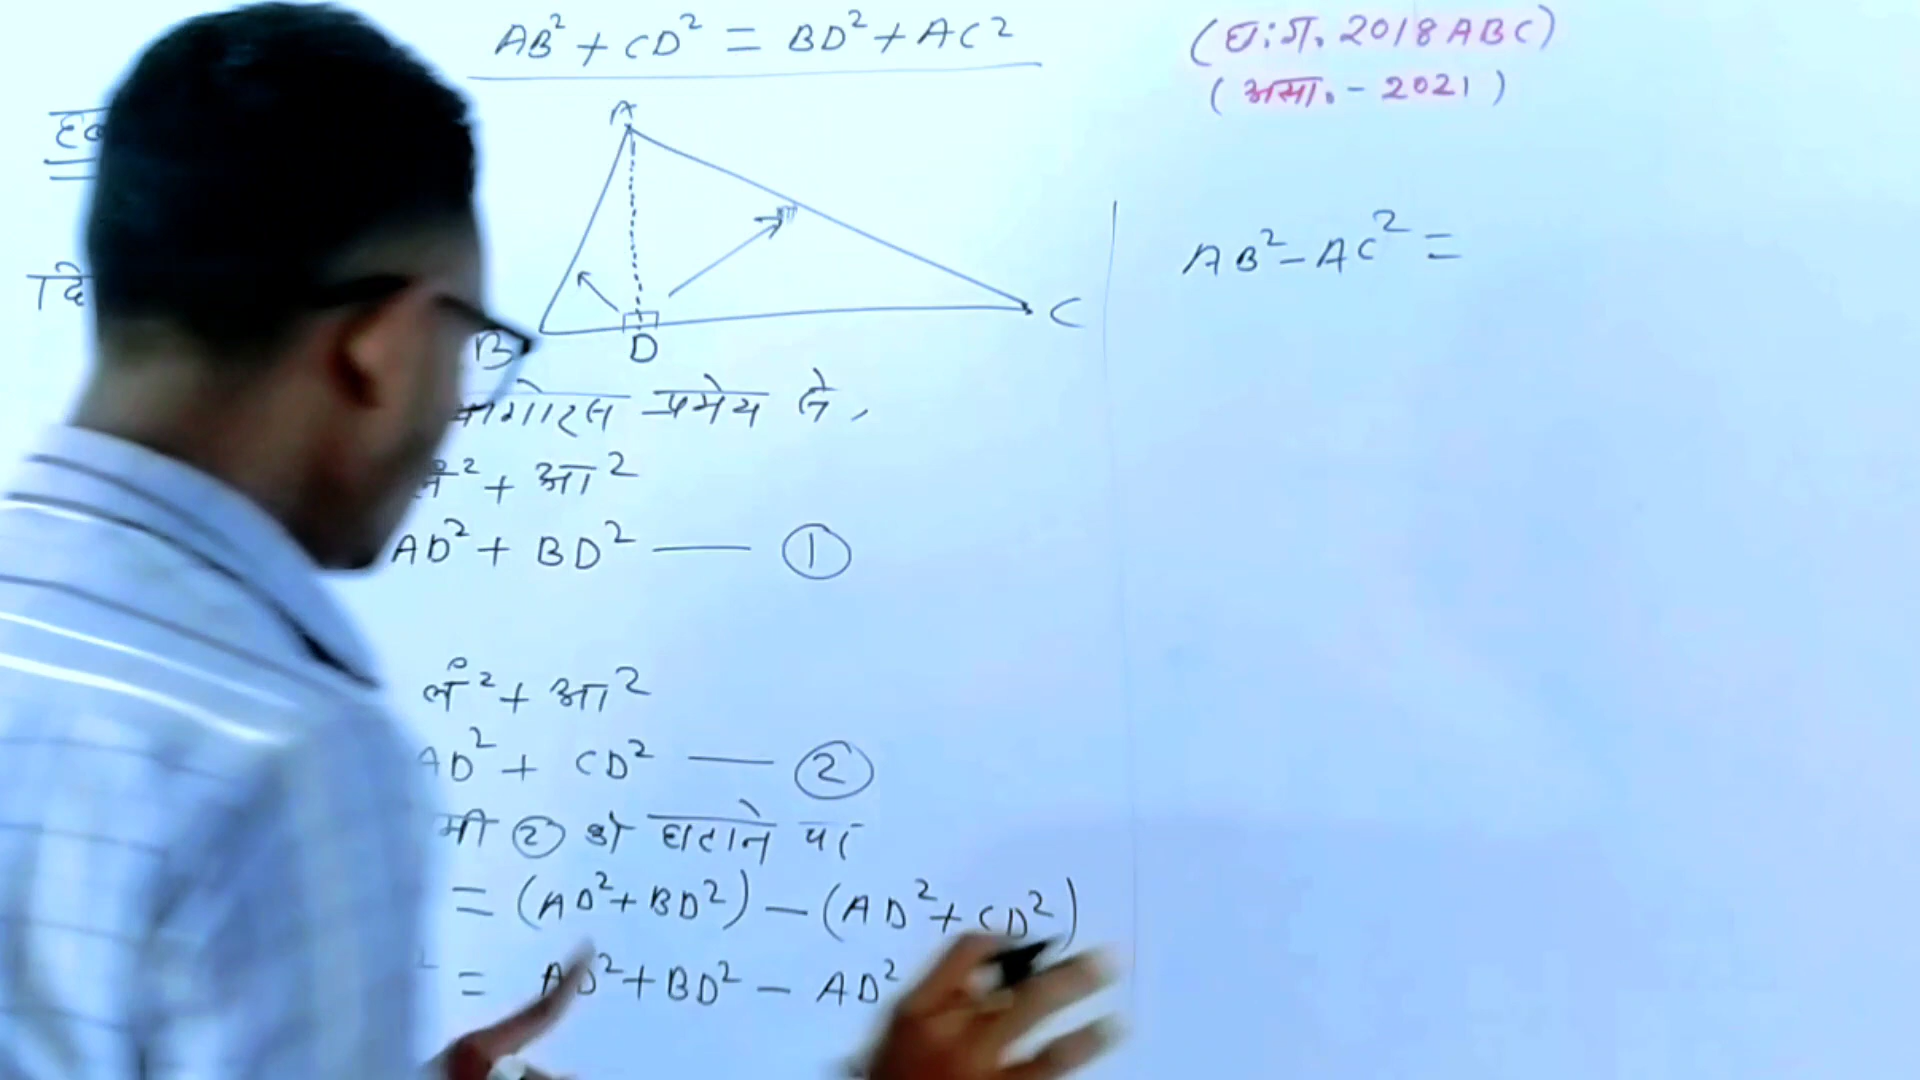 AB² + CD² = BD² + AC²
(छ.ग. 2018 ABC)
(असा. - 2021)
A
B
D
C
AB² - AC² =
प्रमेय से,
लं² + आ²
AD² + BD² —— ①
लं² + आ²
AD² + CD² —— ②
② को घटाने पर
= (AD² + BD²) - (AD² + CD²)
² = AD² + BD² - AD²